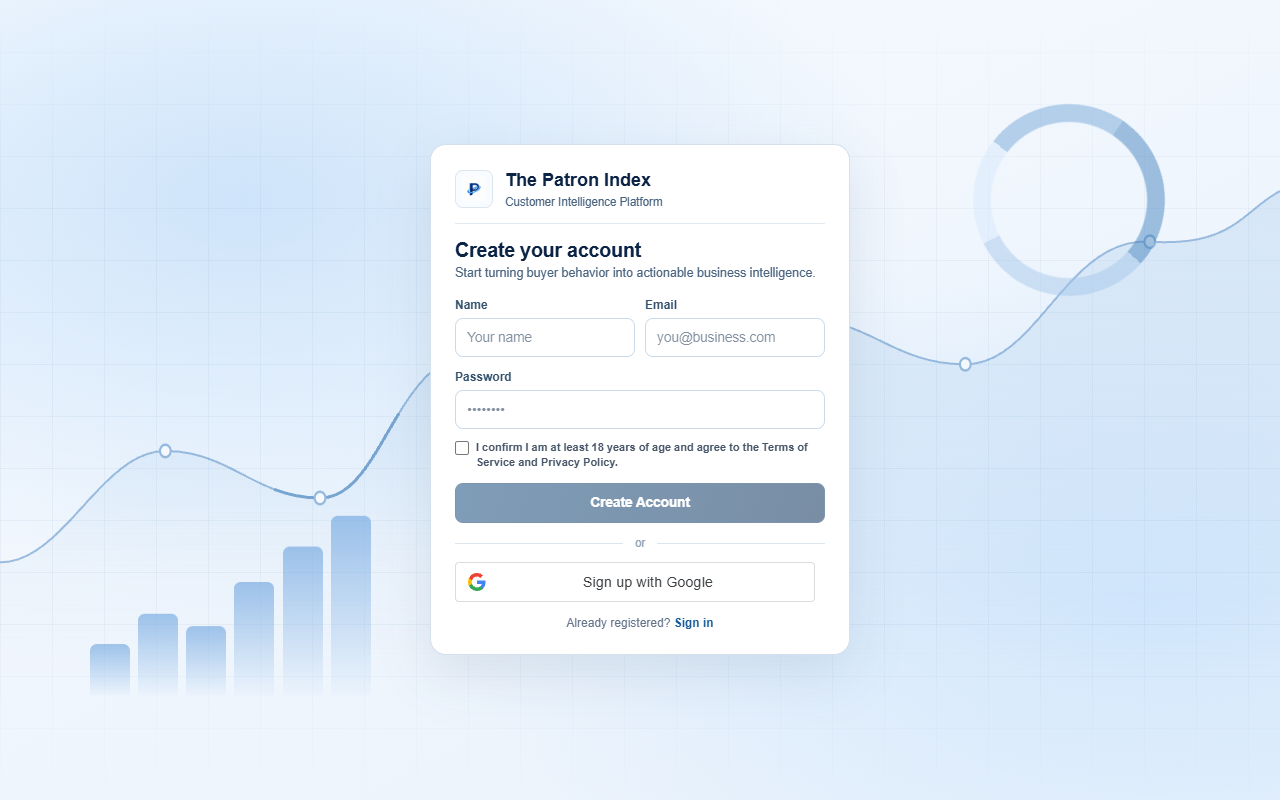 P
The Patron Index
Customer Intelligence Platform
Create your account
Start turning buyer behavior into actionable business intelligence.
Name
Email
Your name
you@business.com
Password
••••••••
I confirm I am at least 18 years of age and agree to the Terms of
Service and Privacy Policy.
Create Account
or
Sign up with Google
Already registered? Sign in